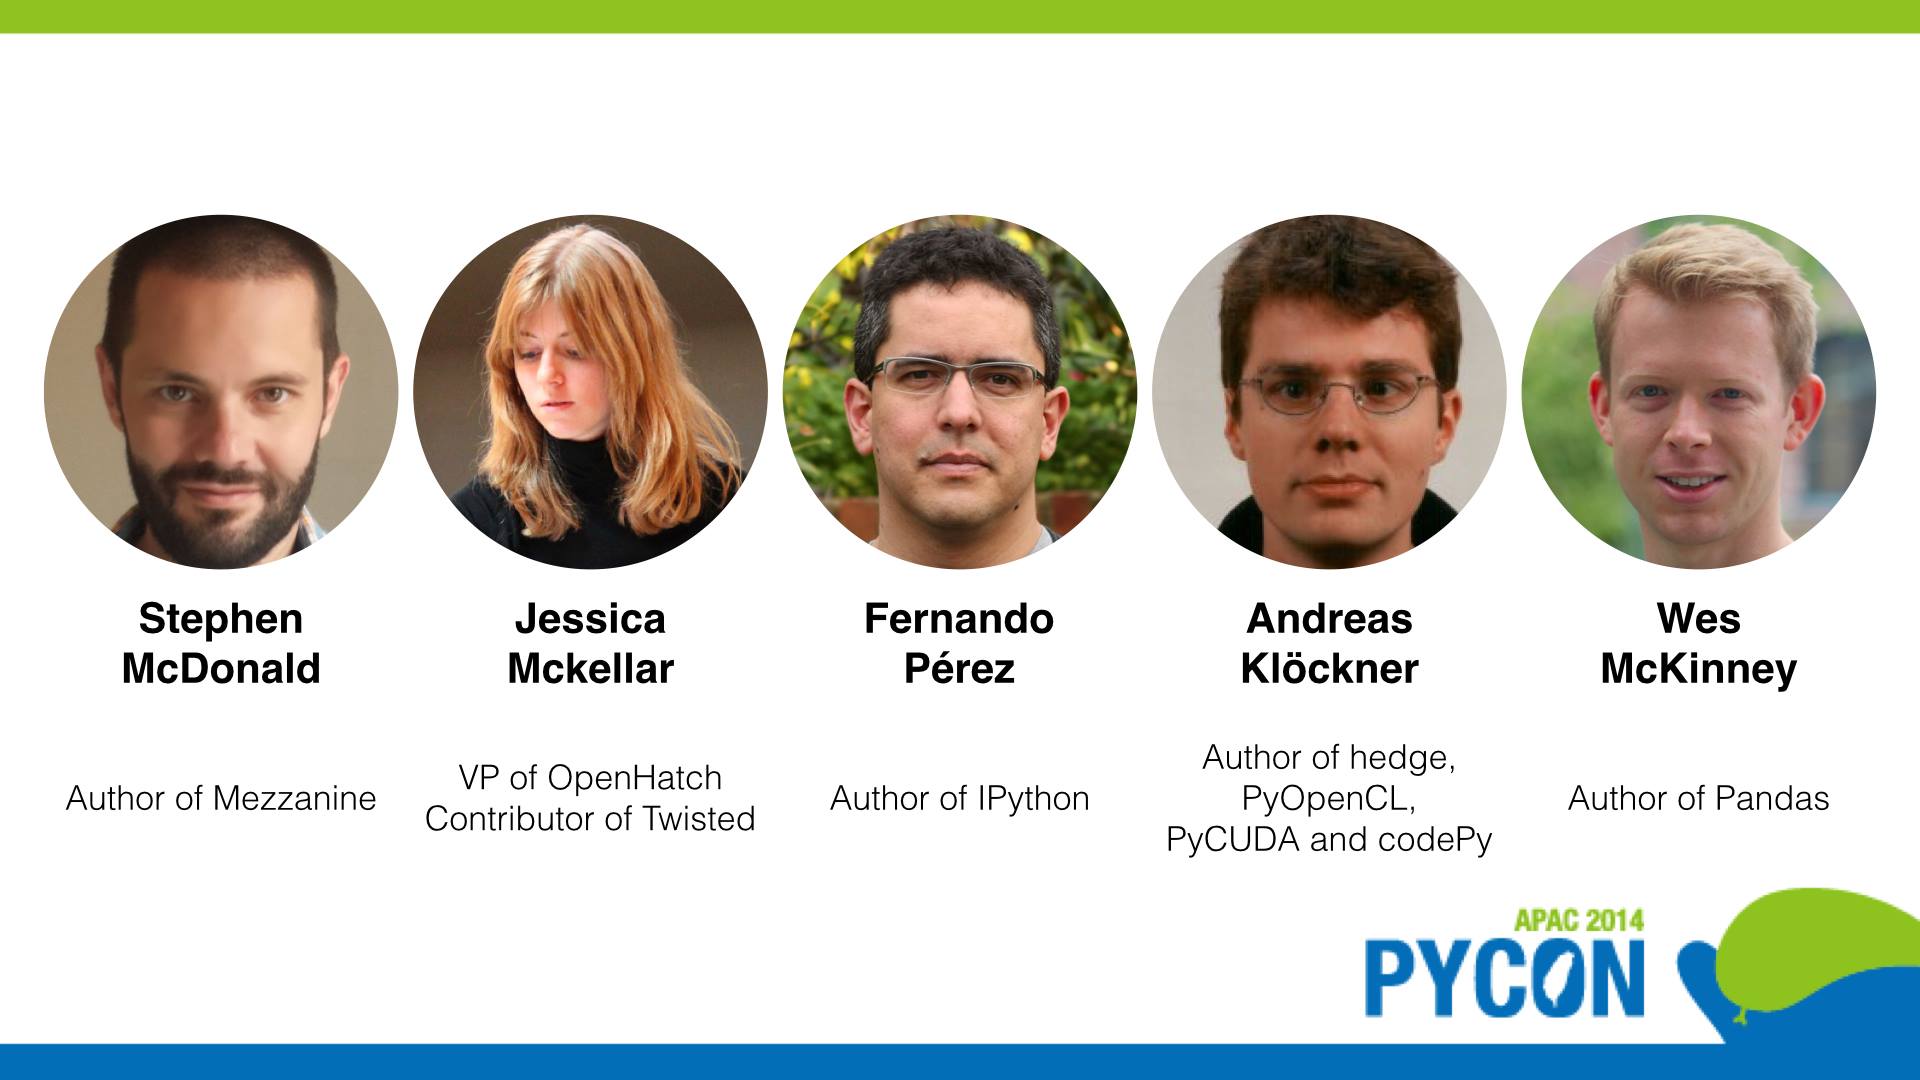 Stephen
McDonald
Author of Mezzanine
Jessica
Mckellar
VP of OpenHatch
Contributor of Twisted
Fernando
Pérez
Author of IPython
Andreas
Klöckner
Author of hedge,
PyOpenCL,
PyCUDA and codePy
Wes
McKinney
Author of Pandas
APAC 2014
PYCON